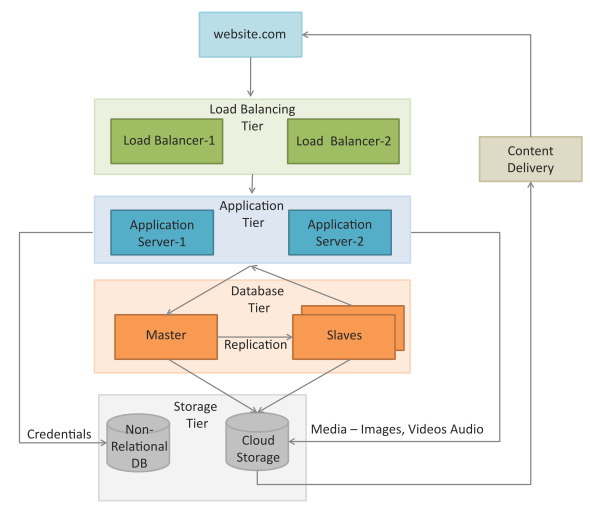 website.com
Load Balancing
Tier
Load Balancer-1
Load Balancer-2
Content
Delivery
Application
Tier
Application
Server-1
Application
Server-2
Database
Tier
Master
Replication
Slaves
Storage
Tier
Credentials
Non-
Relational
DB
Cloud
Storage
Media – Images, Videos Audio